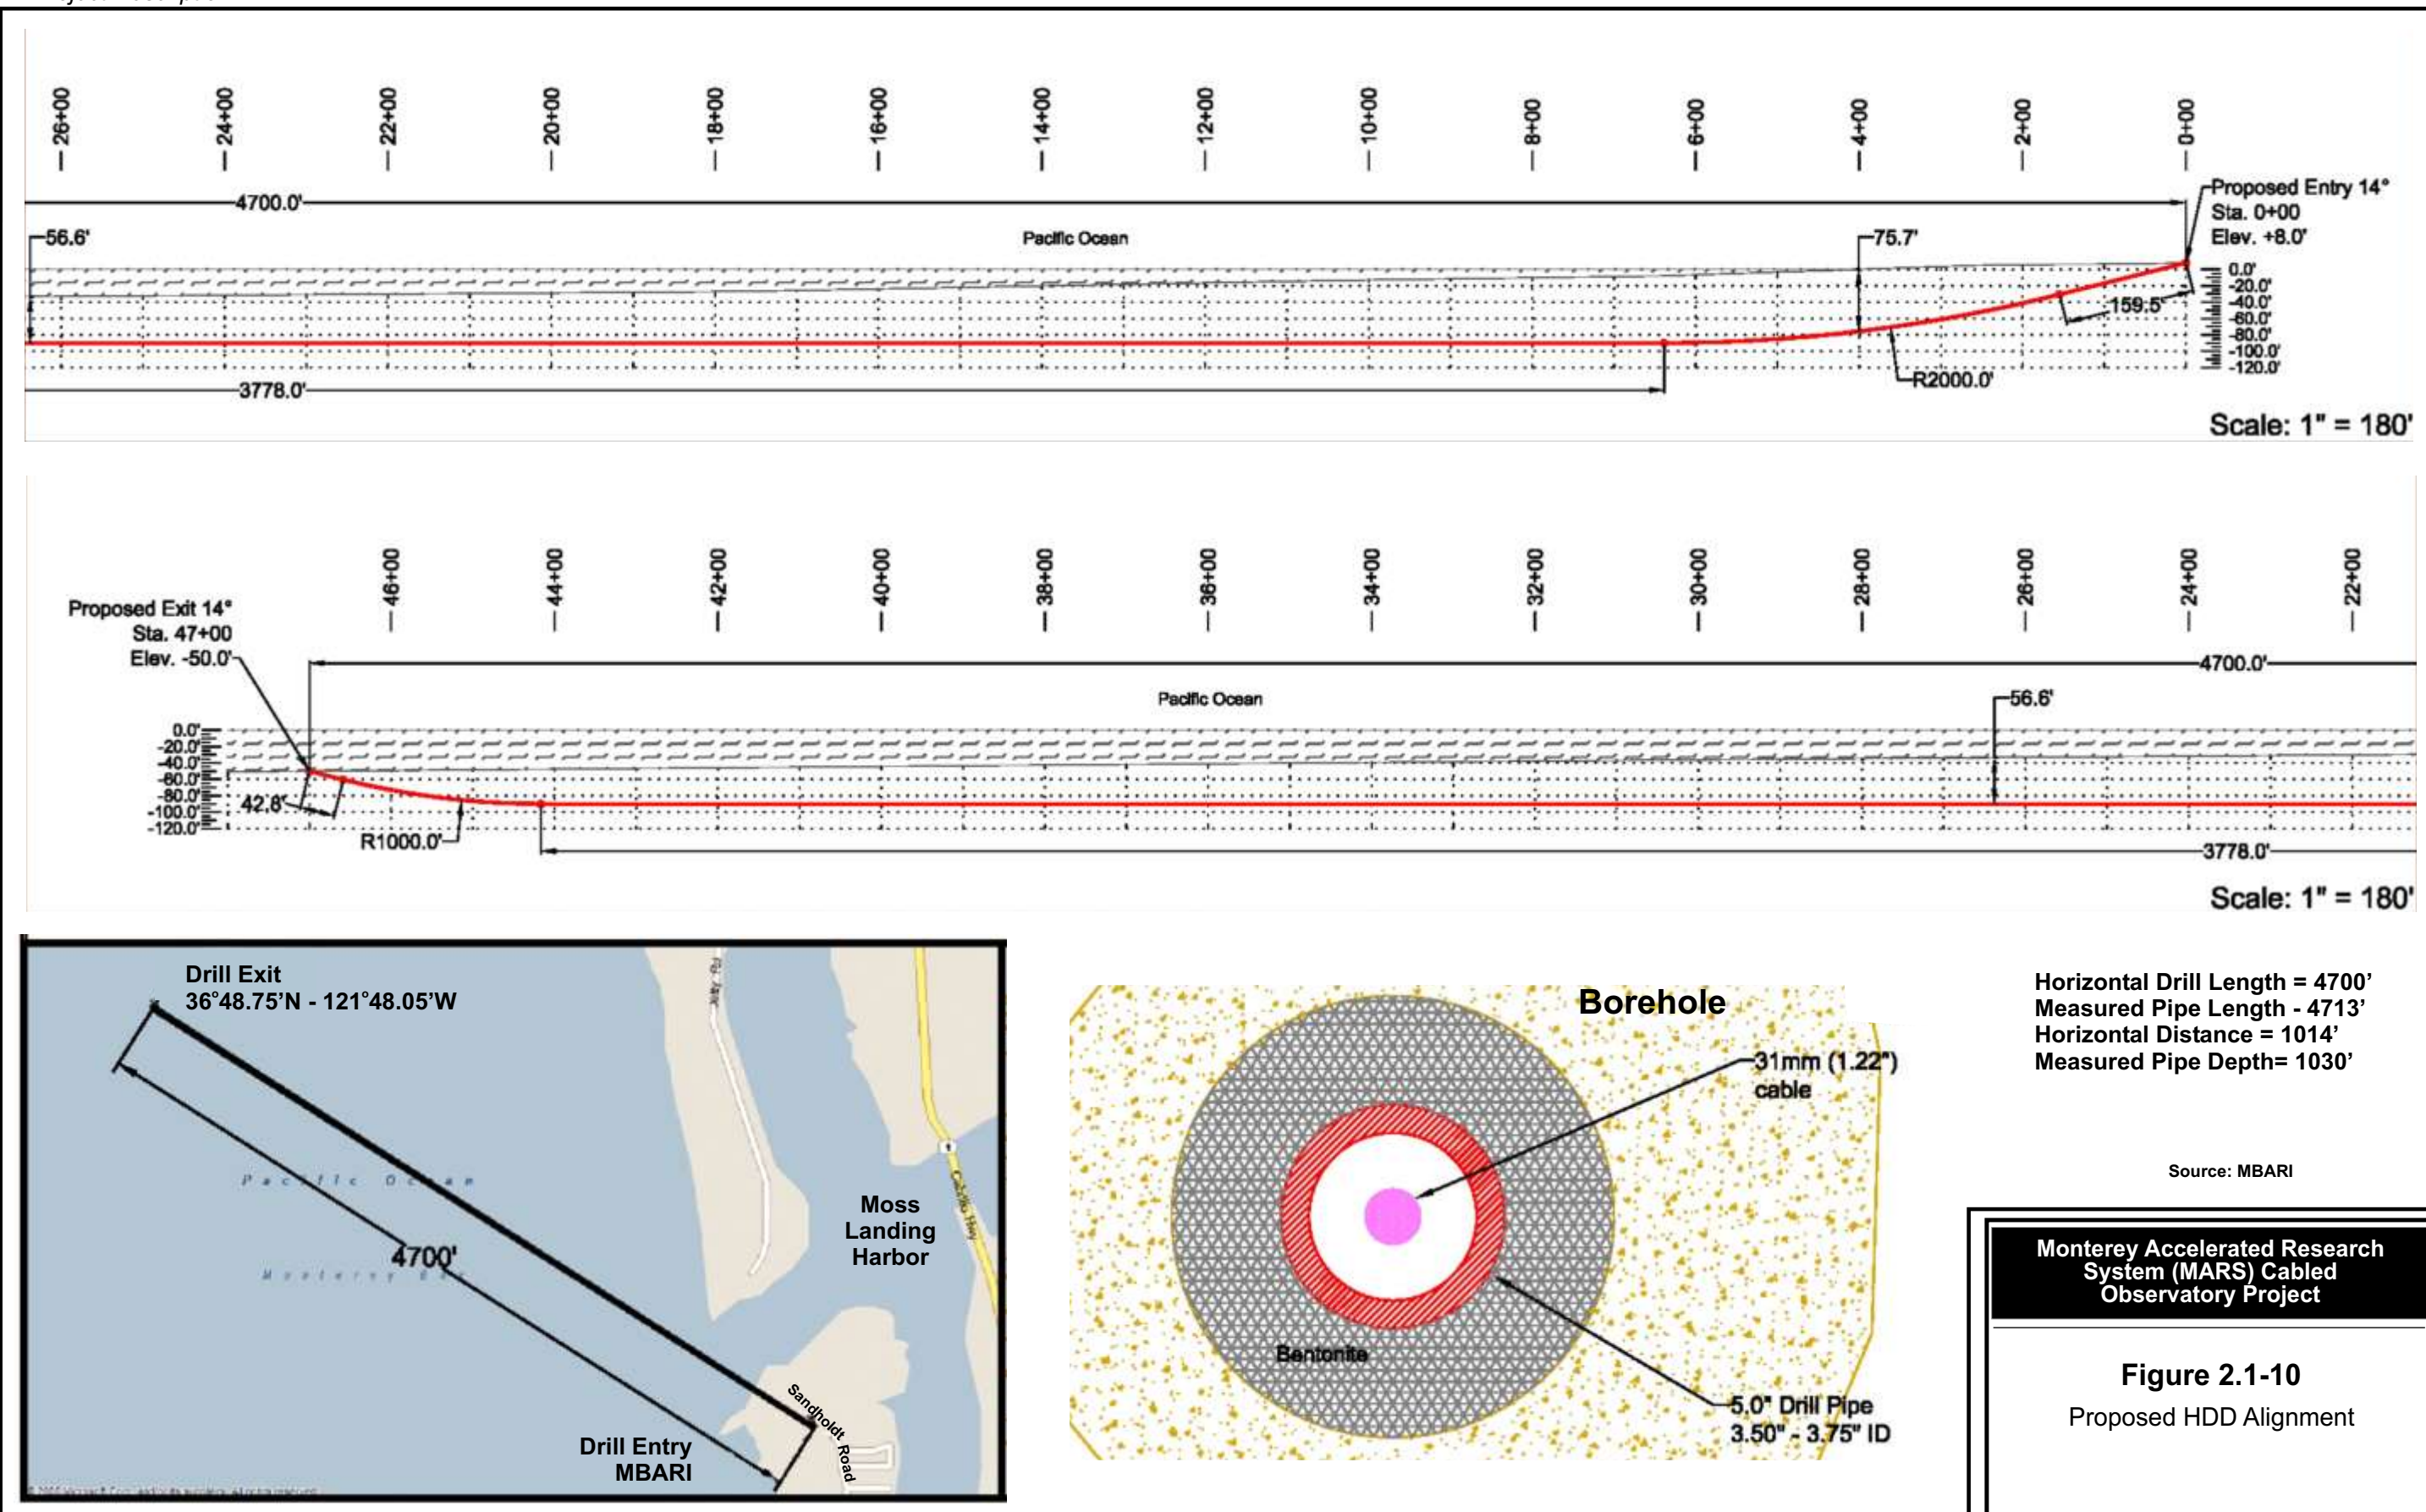 26+00
24+00
22+00
20+00
18+00
16+00
14+00
12+00
10+00
8+00
6+00
4+00
2+00
0+00
4700.0'
Proposed Entry 14°
Sta. 0+00
Elev. +8.0'
56.6'
Pacific Ocean
75.7'
0.0'
-20.0'
-40.0'
-60.0'
-80.0'
-100.0'
-120.0'
159.5'
R2000.0'
3778.0'
Scale: 1" = 180'
46+00
44+00
42+00
40+00
38+00
36+00
34+00
32+00
30+00
28+00
26+00
24+00
22+00
Proposed Exit 14°
Sta. 47+00
Elev. -50.0'
4700.0'
Pacific Ocean
56.6'
0.0'
-20.0'
-40.0'
-60.0'
-80.0'
-100.0'
-120.0'
42.8'
R1000.0'
3778.0'
Scale: 1" = 180'
Drill Exit
36°48.75'N - 121°48.05'W
Pacific Ocean
4700'
Monterey Bay
Moss
Landing
Harbor
Cabrillo Hwy
Sandholdt Road
Drill Entry
MBARI
Borehole
31mm (1.22")
cable
Bentonite
5.0" Drill Pipe
3.50" - 3.75" ID
Horizontal Drill Length = 4700'
Measured Pipe Length - 4713'
Horizontal Distance = 1014'
Measured Pipe Depth= 1030'
Source: MBARI
Monterey Accelerated Research
System (MARS) Cabled
Observatory Project
Figure 2.1-10
Proposed HDD Alignment